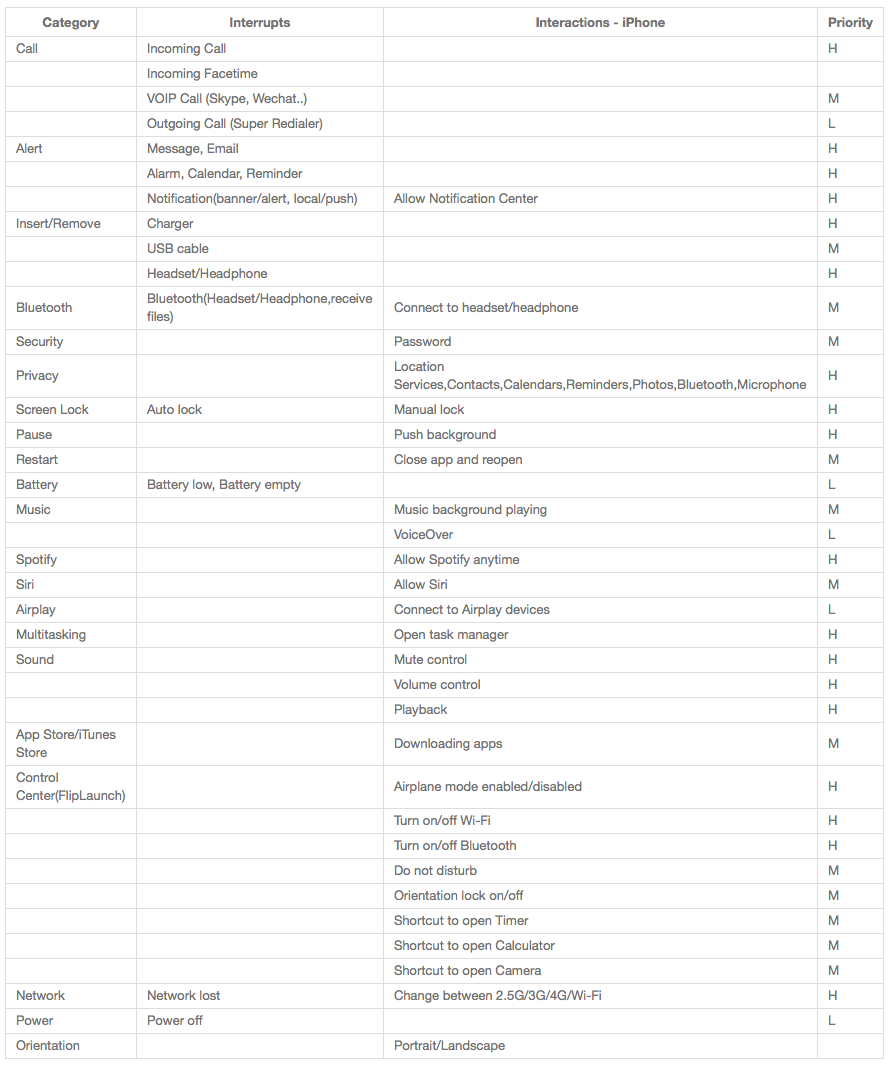 Category Interrupts Interactions - iPhone Priority
Call Incoming Call H
Incoming Facetime
VOIP Call (Skype, Wechat..) M
Outgoing Call (Super Redialer) L
Alert Message, Email H
Alarm, Calendar, Reminder H
Notification(banner/alert, local/push) Allow Notification Center H
Insert/Remove Charger H
USB cable M
Headset/Headphone H
Bluetooth Bluetooth(Headset/Headphone,receive
files) Connect to headset/headphone M
Security Password M
Privacy Location
Services,Contacts,Calendars,Reminders,Photos,Bluetooth,Microphone H
Screen Lock Auto lock Manual lock H
Pause Push background H
Restart Close app and reopen M
Battery Battery low, Battery empty L
Music Music background playing M
VoiceOver L
Spotify Allow Spotify anytime H
Siri Allow Siri M
Airplay Connect to Airplay devices L
Multitasking Open task manager H
Sound Mute control H
Volume control H
Playback H
App Store/iTunes
Store Downloading apps M
Control
Center(FlipLaunch) Airplane mode enabled/disabled H
Turn on/off Wi-Fi H
Turn on/off Bluetooth H
Do not disturb M
Orientation lock on/off M
Shortcut to open Timer M
Shortcut to open Calculator M
Shortcut to open Camera M
Network Network lost Change between 2.5G/3G/4G/Wi-Fi H
Power Power off L
Orientation Portrait/Landscape